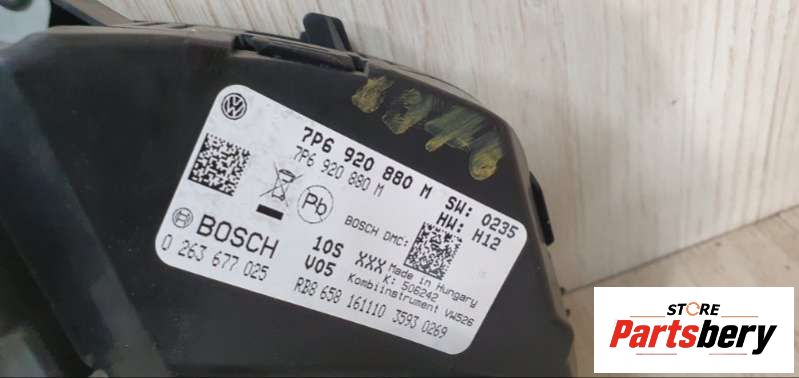 7P6 920 880 M SW: 0235
7P6 920 880 M HW: H12
Pb
BOSCH DMC:
BOSCH
0 263 677 025
10S XXX Made in Hungary
V05 K: 506242
Kombiinstrument VW526
RB8 658 161110 3593 0269
STORE
Partsbery